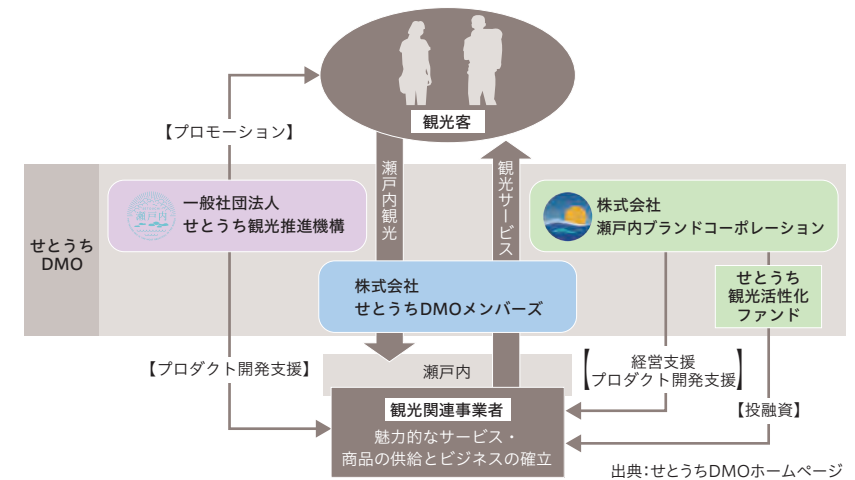 観光客
【プロモーション】
瀬戸内観光
観光サービス
せとうち
DMO
瀬戸内
一般社団法人
せとうち観光推進機構
株式会社
瀬戸内ブランドコーポレーション
株式会社
せとうちDMOメンバーズ
せとうち
観光活性化
ファンド
【プロダクト開発支援】
瀬戸内
【経営支援
プロダクト開発支援】
【投融資】
観光関連事業者
魅力的なサービス・
商品の供給とビジネスの確立
出典：せとうちDMOホームページ